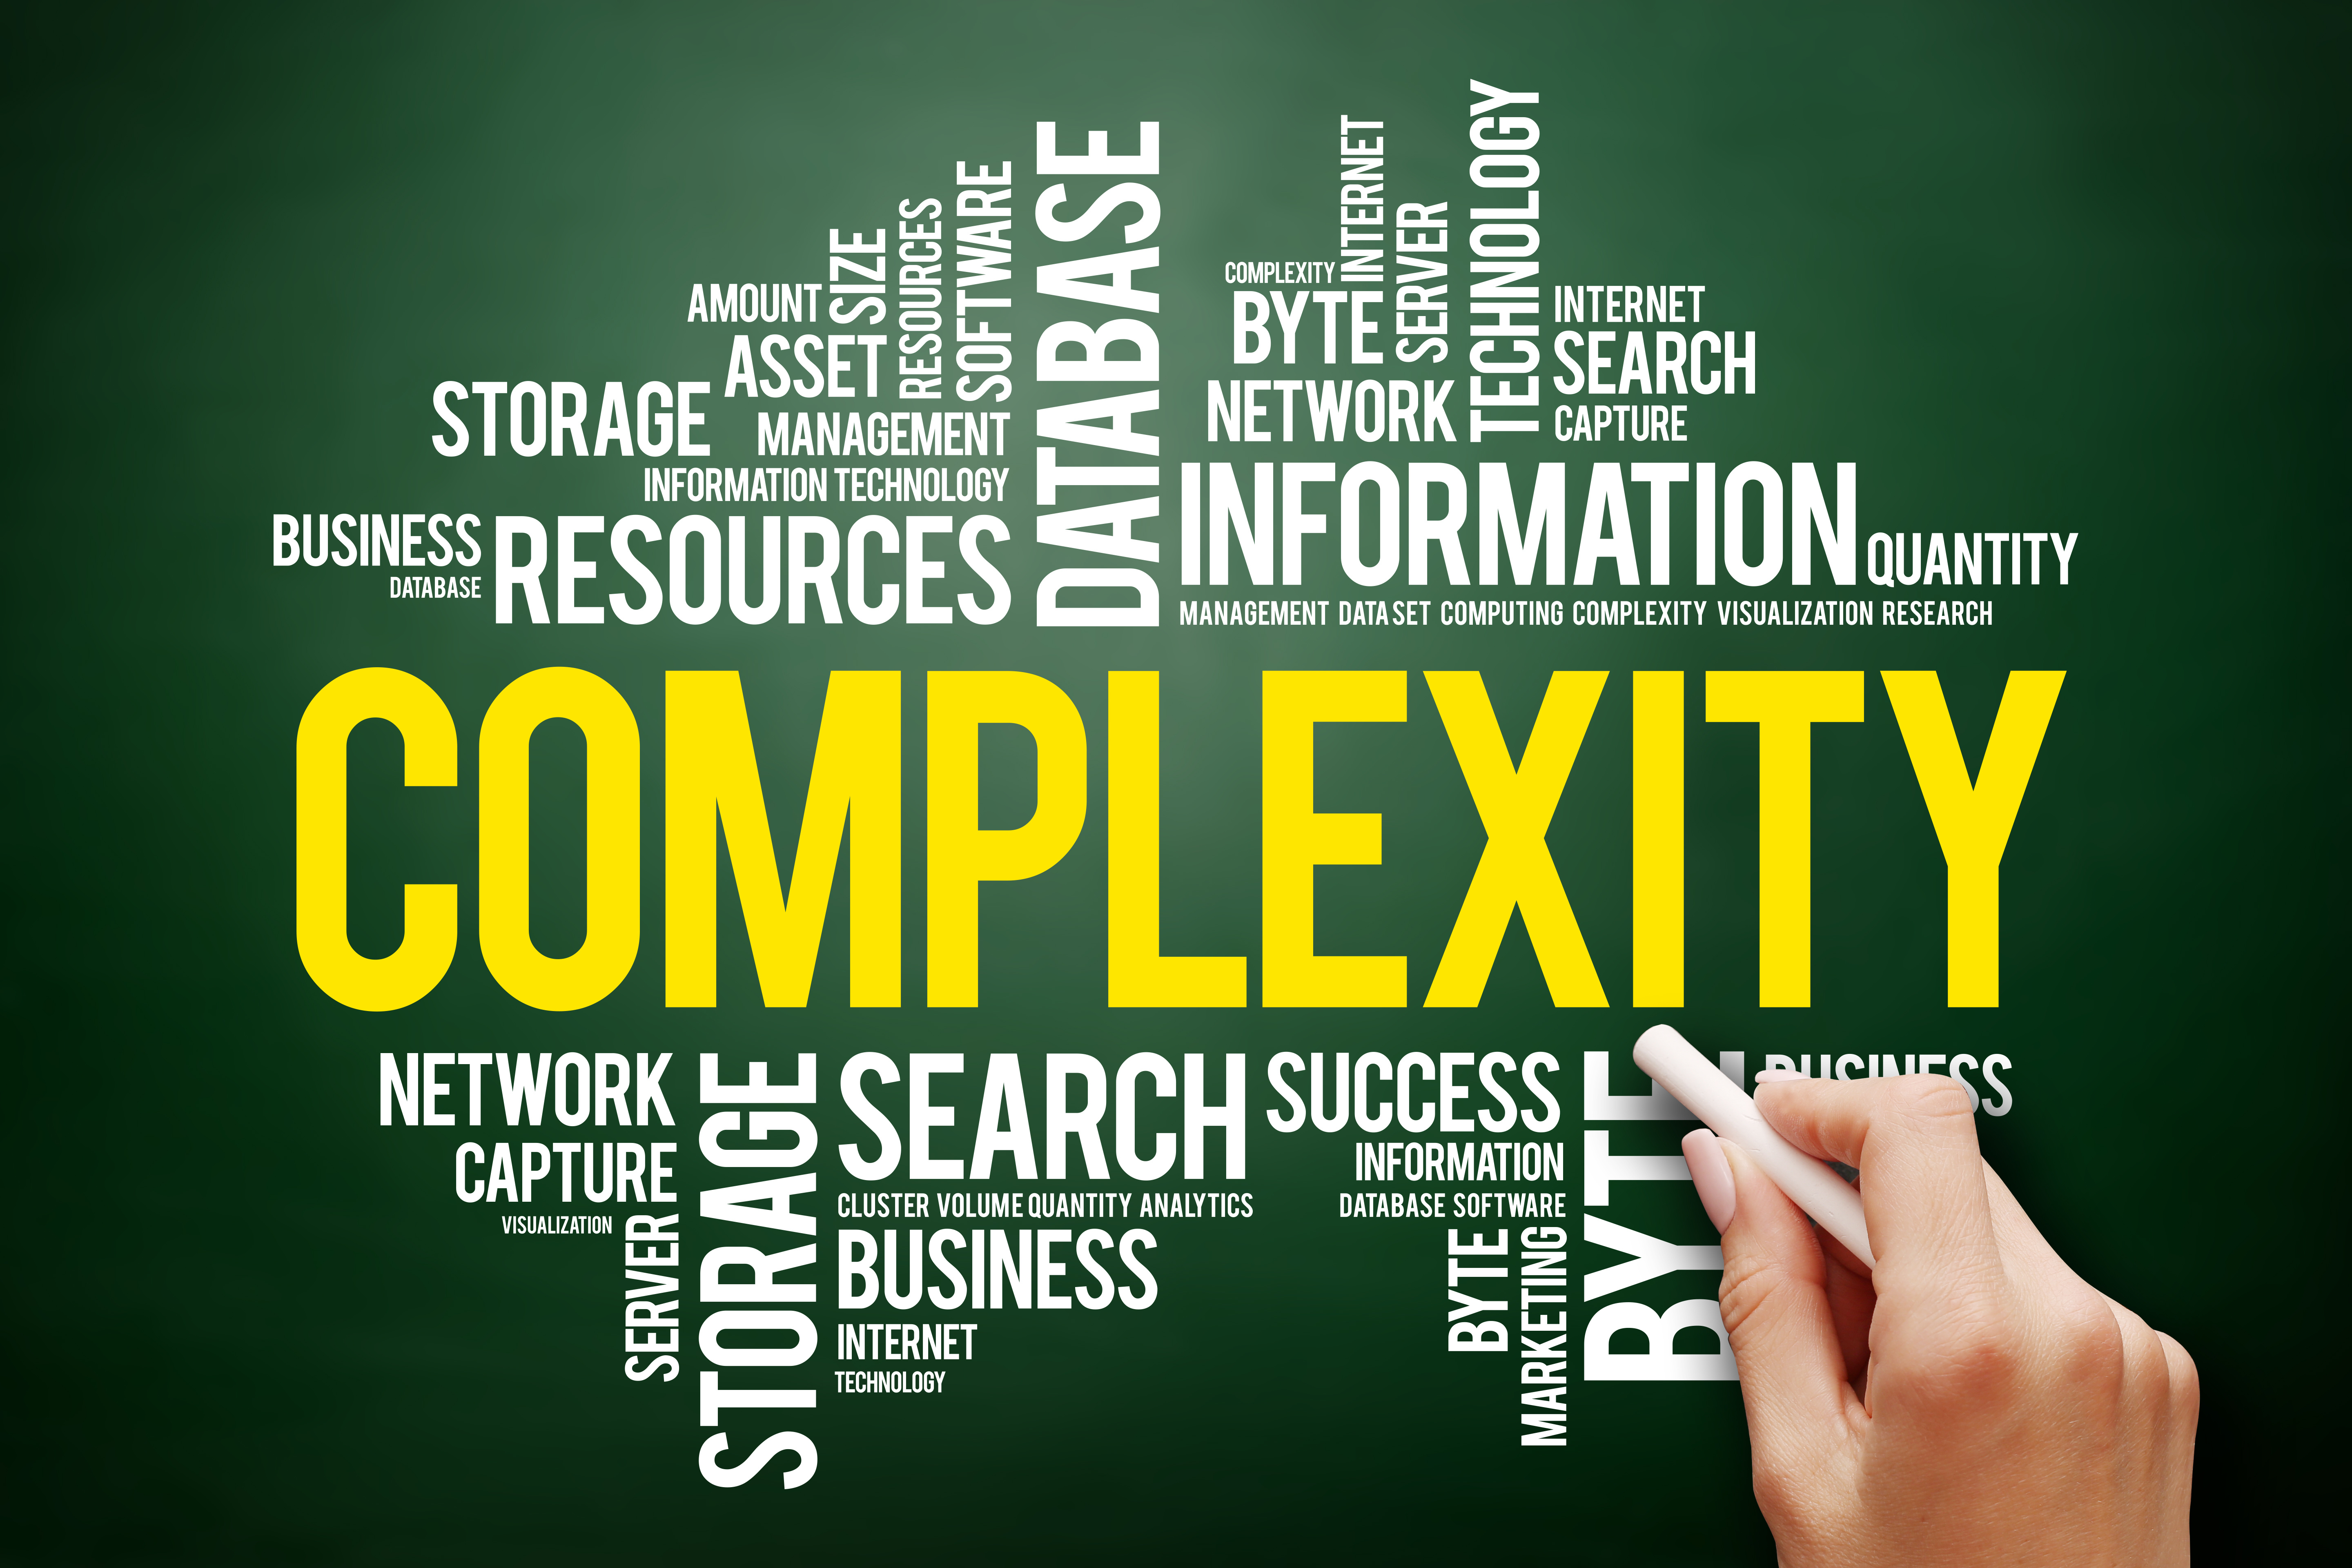 TECHNOLOGY
INTERNET
DATABASE
SOFTWARE
RESOURCES
SERVER
SIZE
COMPLEXITY
AMOUNT
BYTE
INTERNET
ASSET
SEARCH
STORAGE
NETWORK
CAPTURE
MANAGEMENT
INFORMATION TECHNOLOGY
INFORMATION
BUSINESS
RESOURCES
QUANTITY
DATABASE
MANAGEMENT DATA SET COMPUTING COMPLEXITY VISUALIZATION RESEARCH
COMPLEXITY
NETWORK
STORAGE
SEARCH
SUCCESS
BYTE
BUSINESS
CAPTURE
INFORMATION
CLUSTER VOLUME QUANTITY ANALYTICS
DATABASE SOFTWARE
VISUALIZATION
SERVER
BUSINESS
BYTE
MARKETING
INTERNET
TECHNOLOGY